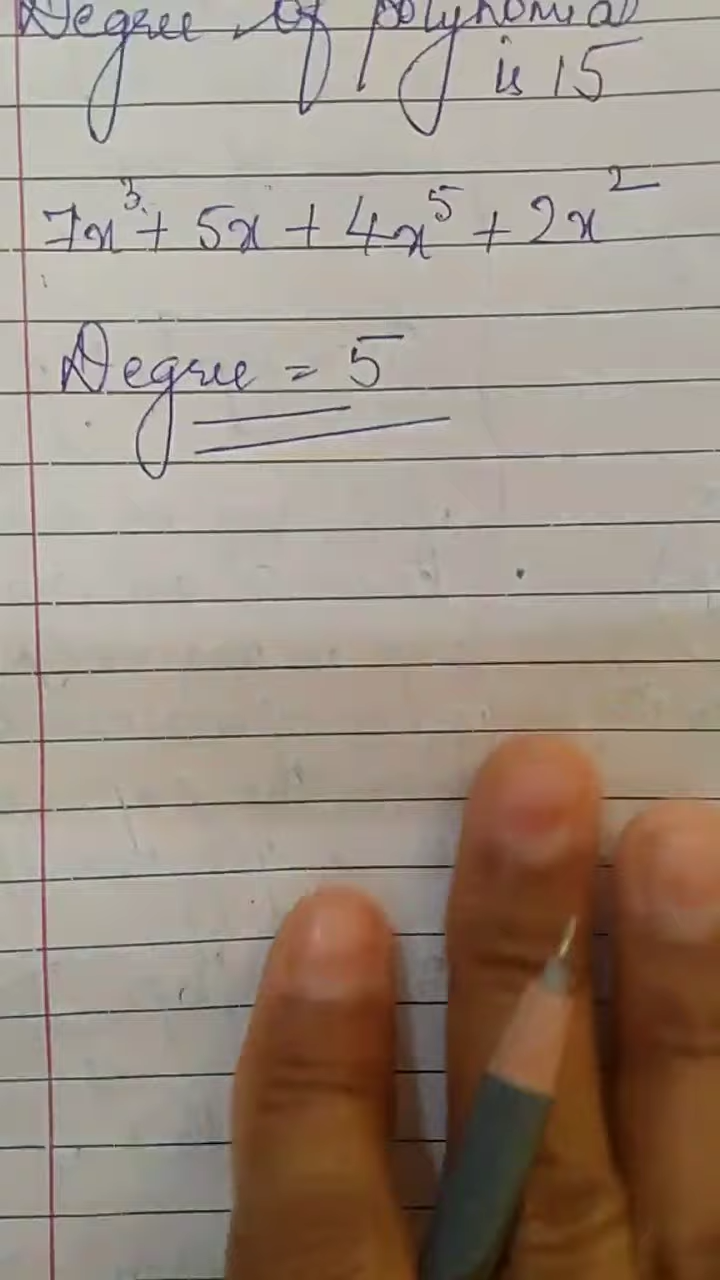 Degree of polynomial
is 15
7x³ + 5x + 4x⁵ + 2x²
Degree = 5